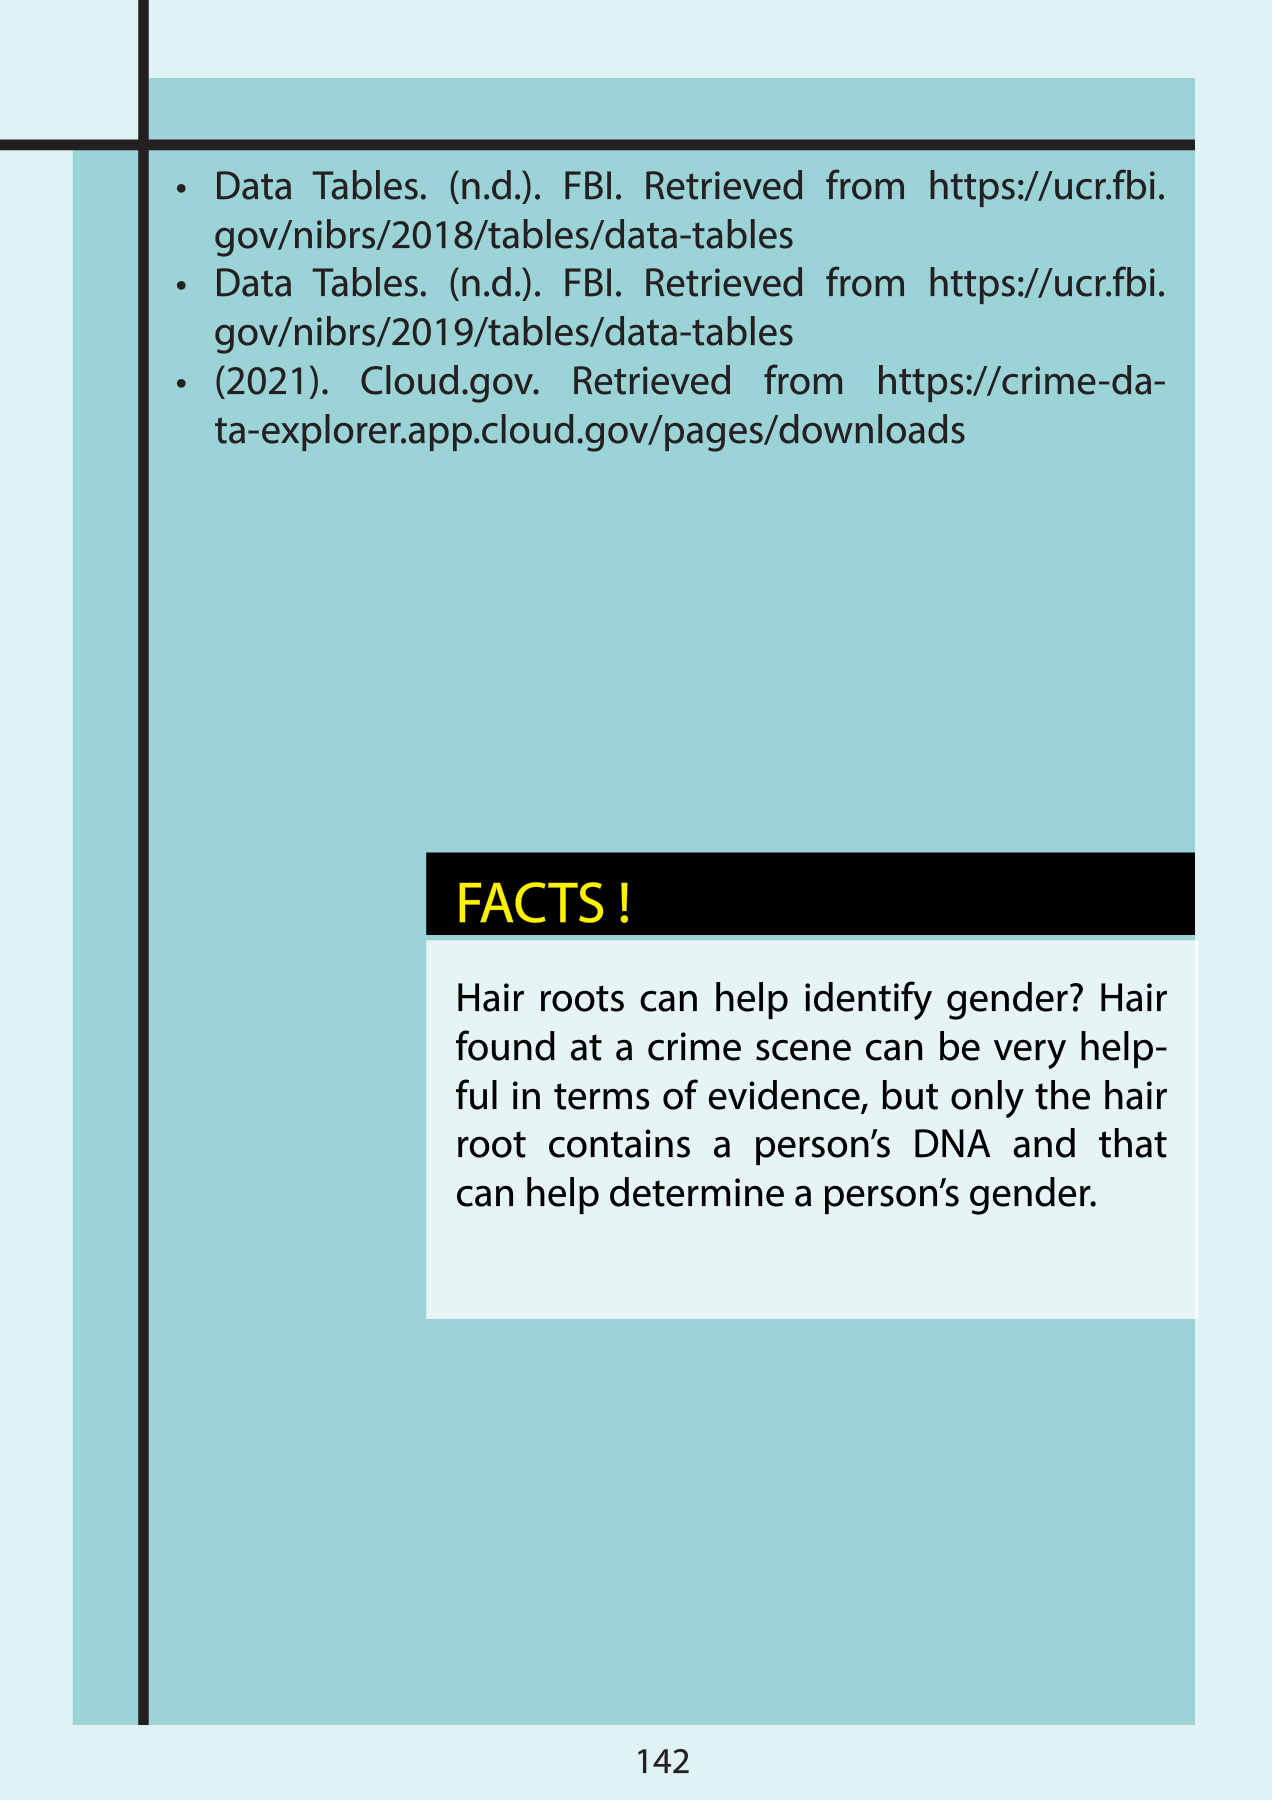 • Data Tables. (n.d.). FBI. Retrieved from https://ucr.fbi.
gov/nibrs/2018/tables/data-tables
• Data Tables. (n.d.). FBI. Retrieved from https://ucr.fbi.
gov/nibrs/2019/tables/data-tables
• (2021). Cloud.gov. Retrieved from https://crime-da-
ta-explorer.app.cloud.gov/pages/downloads
FACTS !
Hair roots can help identify gender? Hair
found at a crime scene can be very help-
ful in terms of evidence, but only the hair
root contains a person’s DNA and that
can help determine a person’s gender.
142